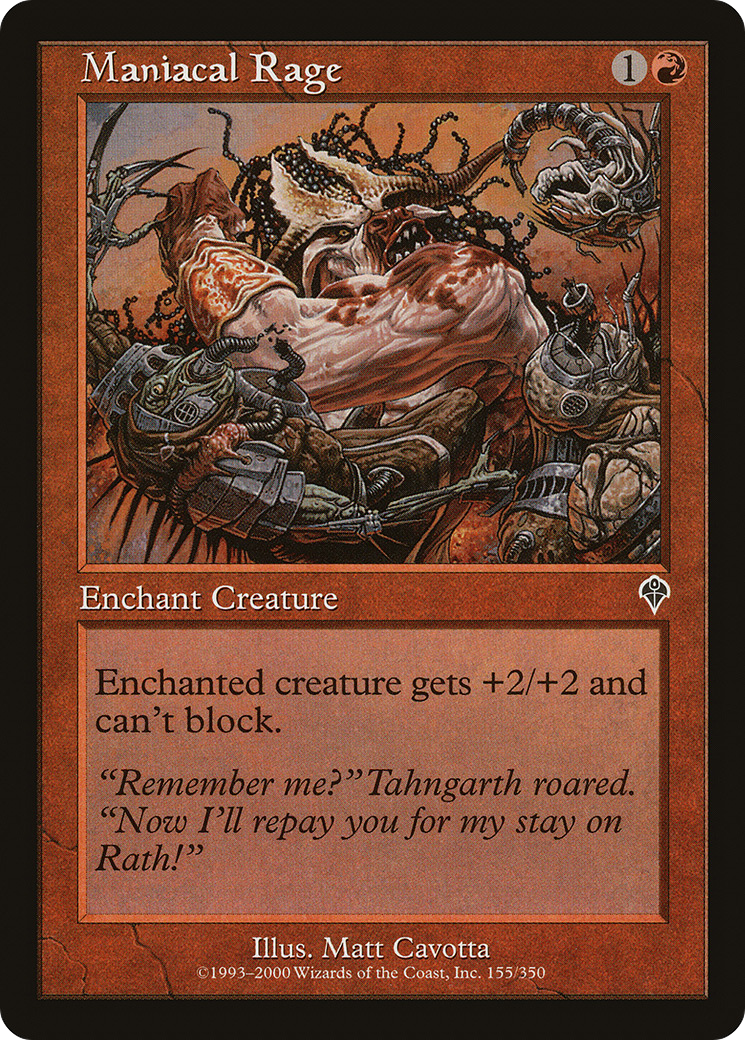 Maniacal Rage 1
Enchant Creature
Enchanted creature gets +2/+2 and
can't block.
“Remember me?” Tahngarth roared.
“Now I'll repay you for my stay on
Rath!”
Illus. Matt Cavotta
©1993–2000 Wizards of the Coast, Inc. 155/350